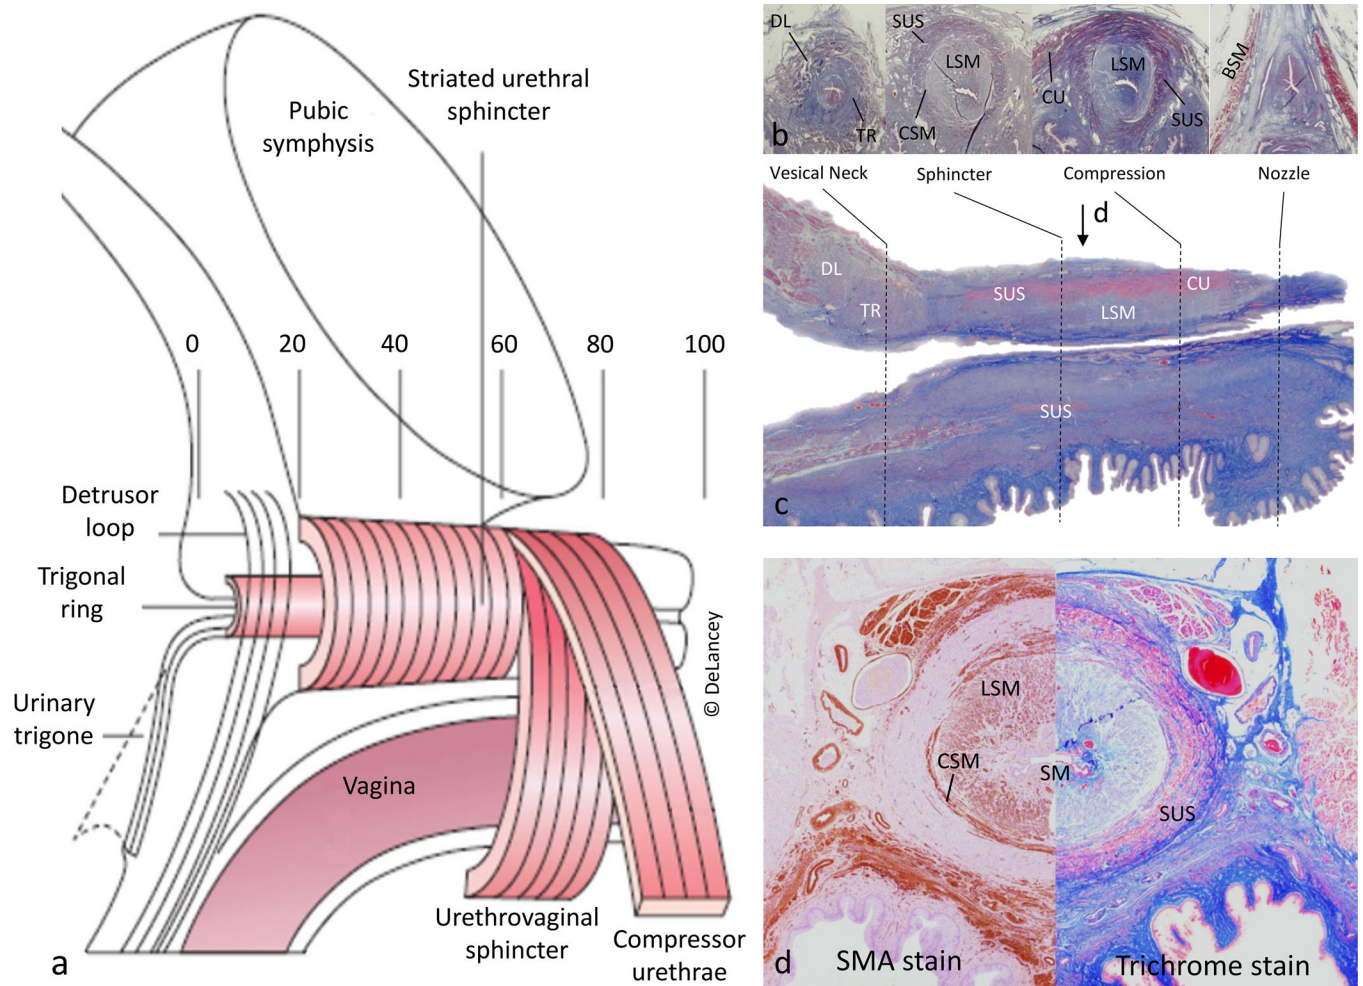 Pubic
symphysis
Striated urethral
sphincter
0 20 40 60 80 100
Detrusor
loop
Trigonal
ring
Urinary
trigone
Vagina
Urethrovaginal
sphincter
Compressor
urethrae
© DeLancey
a
DL
TR
SUS
LSM
CSM
LSM
CU
SUS
BSM
b
Vesical Neck
Sphincter
Compression
Nozzle
d
DL
TR
SUS
LSM
CU
SUS
c
LSM
CSM
SM
SUS
d
SMA stain
Trichrome stain